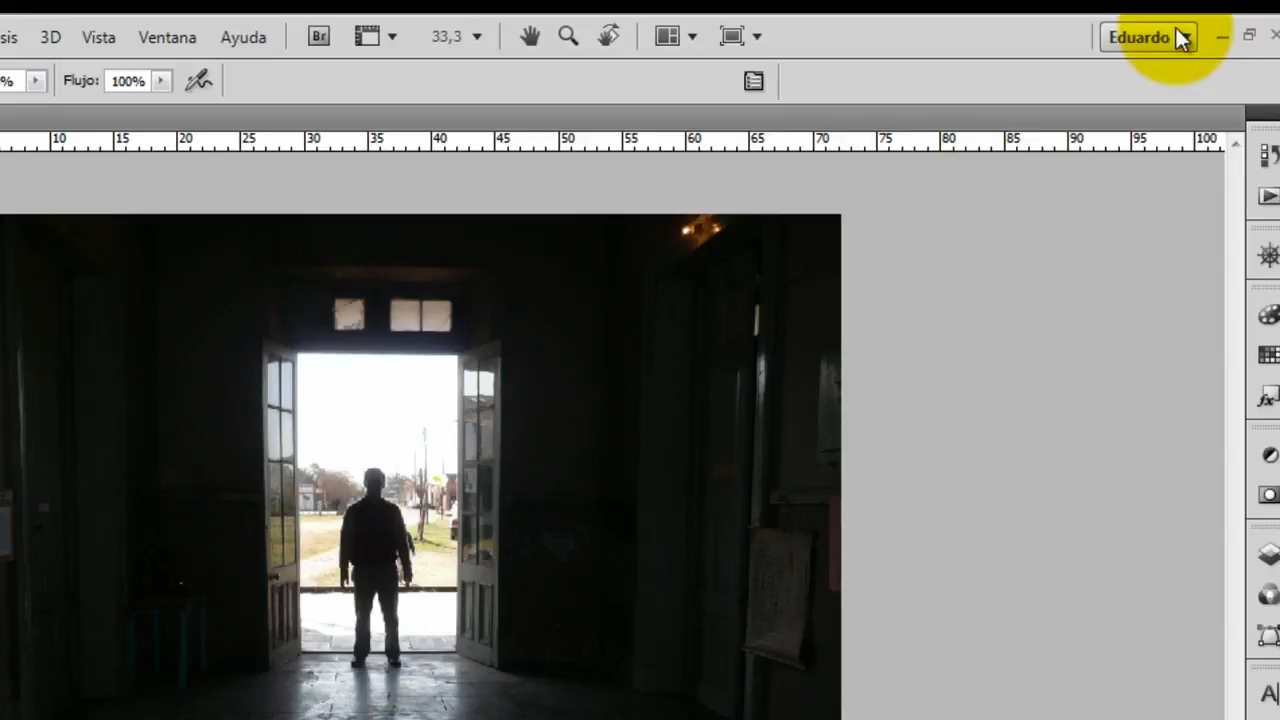 sis 3D Vista Ventana Ayuda Br 33,3 Eduardo
% Flujo: 100%
10 15 20 25 30 35 40 45 50 55 60 65 70 75 80 85 90 95 100
fx
A